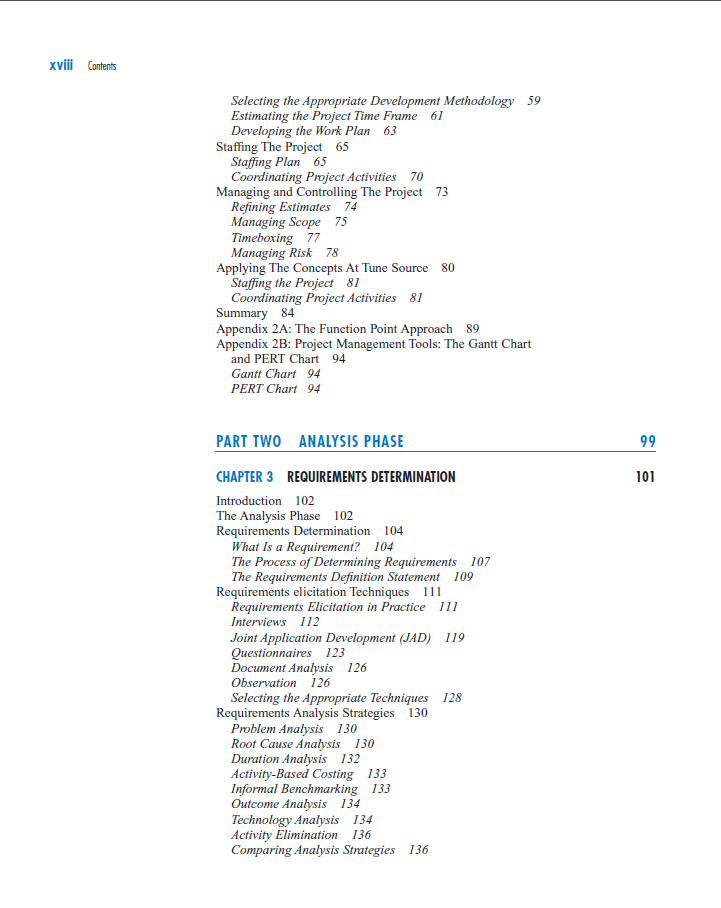 xviii Contents
Selecting the Appropriate Development Methodology 59
Estimating the Project Time Frame 61
Developing the Work Plan 63
Staffing The Project 65
Staffing Plan 65
Coordinating Project Activities 70
Managing and Controlling The Project 73
Refining Estimates 74
Managing Scope 75
Timeboxing 77
Managing Risk 78
Applying The Concepts At Tune Source 80
Staffing the Project 81
Coordinating Project Activities 81
Summary 84
Appendix 2A: The Function Point Approach 89
Appendix 2B: Project Management Tools: The Gantt Chart
and PERT Chart 94
Gantt Chart 94
PERT Chart 94
PART TWO ANALYSIS PHASE 99
CHAPTER 3 REQUIREMENTS DETERMINATION 101
Introduction 102
The Analysis Phase 102
Requirements Determination 104
What Is a Requirement? 104
The Process of Determining Requirements 107
The Requirements Definition Statement 109
Requirements elicitation Techniques 111
Requirements Elicitation in Practice 111
Interviews 112
Joint Application Development (JAD) 119
Questionnaires 123
Document Analysis 126
Observation 126
Selecting the Appropriate Techniques 128
Requirements Analysis Strategies 130
Problem Analysis 130
Root Cause Analysis 130
Duration Analysis 132
Activity-Based Costing 133
Informal Benchmarking 133
Outcome Analysis 134
Technology Analysis 134
Activity Elimination 136
Comparing Analysis Strategies 136